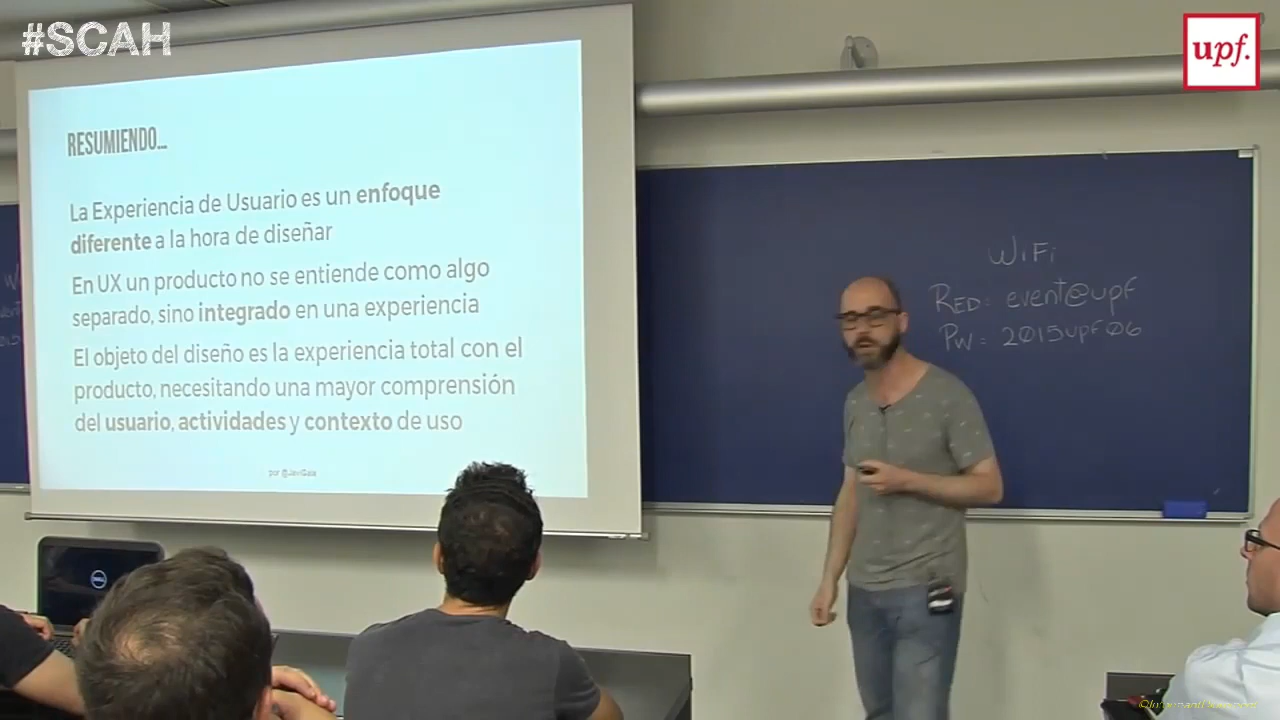 #SCAH
upf.
RESUMIENDO...
La Experiencia de Usuario es un enfoque
diferente a la hora de diseñar
En UX un producto no se entiende como algo
separado, sino integrado en una experiencia
El objeto del diseño es la experiencia total con el
producto, necesitando una mayor comprensión
del usuario, actividades y contexto de uso
WiFi
RED: event@upf
PW: 2015upf06
DELL